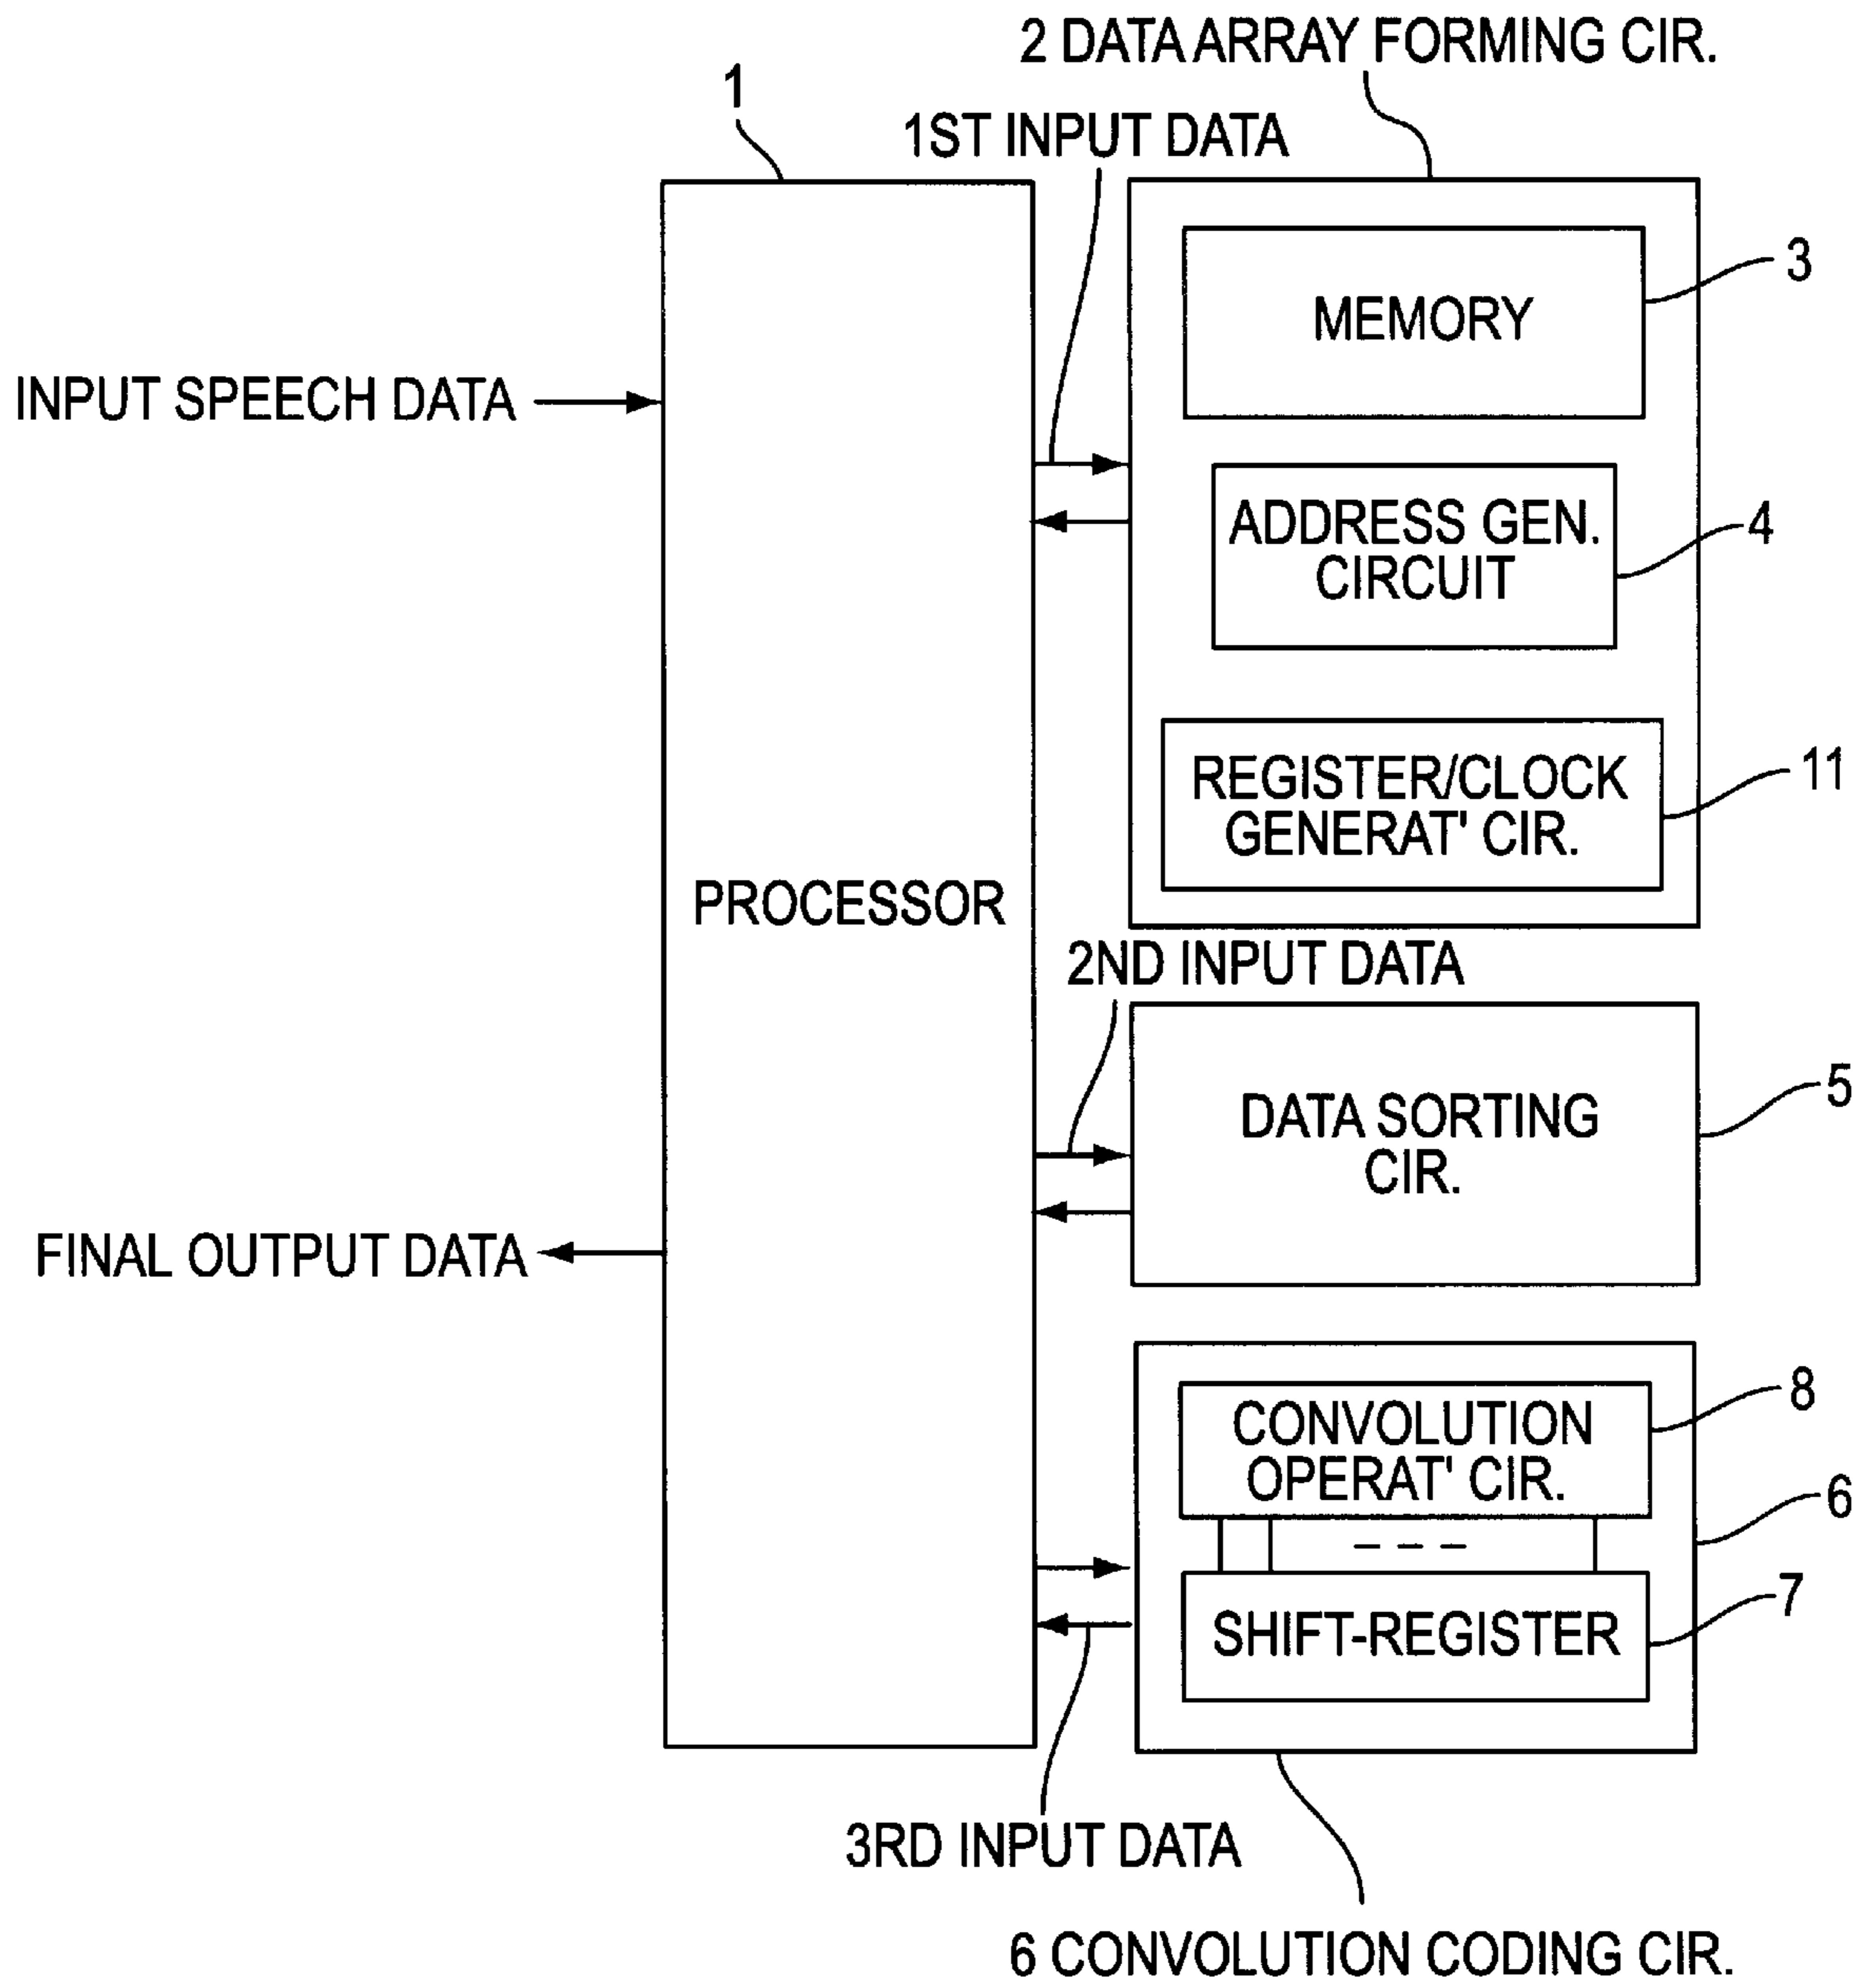 2 DATA ARRAY FORMING CIR.
1
1ST INPUT DATA
3
MEMORY
INPUT SPEECH DATA
ADDRESS GEN.
CIRCUIT
4
REGISTER/CLOCK
GENERAT' CIR.
11
PROCESSOR
2ND INPUT DATA
5
DATA SORTING
CIR.
FINAL OUTPUT DATA
8
CONVOLUTION
OPERAT' CIR.
6
7
SHIFT-REGISTER
3RD INPUT DATA
6 CONVOLUTION CODING CIR.